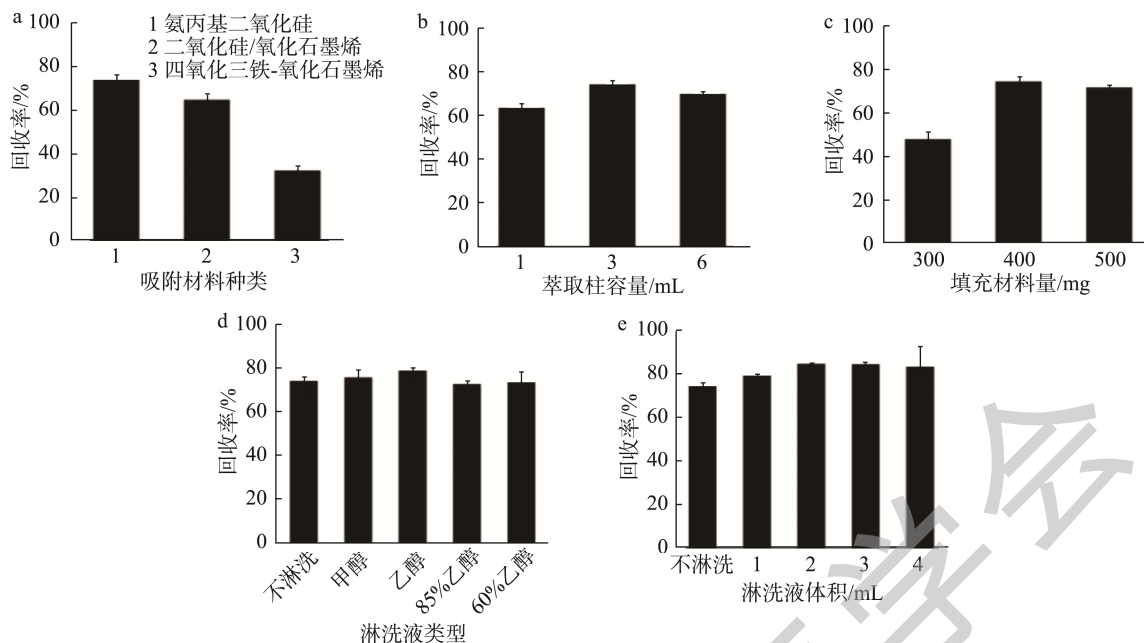 a
1 氨丙基二氧化硅
2 二氧化硅/氧化石墨烯
3 四氧化三铁-氧化石墨烯
回收率/%
100
80
60
40
20
0
1 2 3
吸附材料种类
b
回收率/%
100
80
60
40
20
0
1 3 6
萃取柱容量/mL
c
回收率/%
100
80
60
40
20
0
300 400 500
填充材料量/mg
d
回收率/%
100
80
60
40
20
0
不淋洗 甲醇 乙醇 85%乙醇 60%乙醇
淋洗液类型
e
回收率/%
100
80
60
40
20
0
不淋洗 1 2 3 4
淋洗液体积/mL
学会